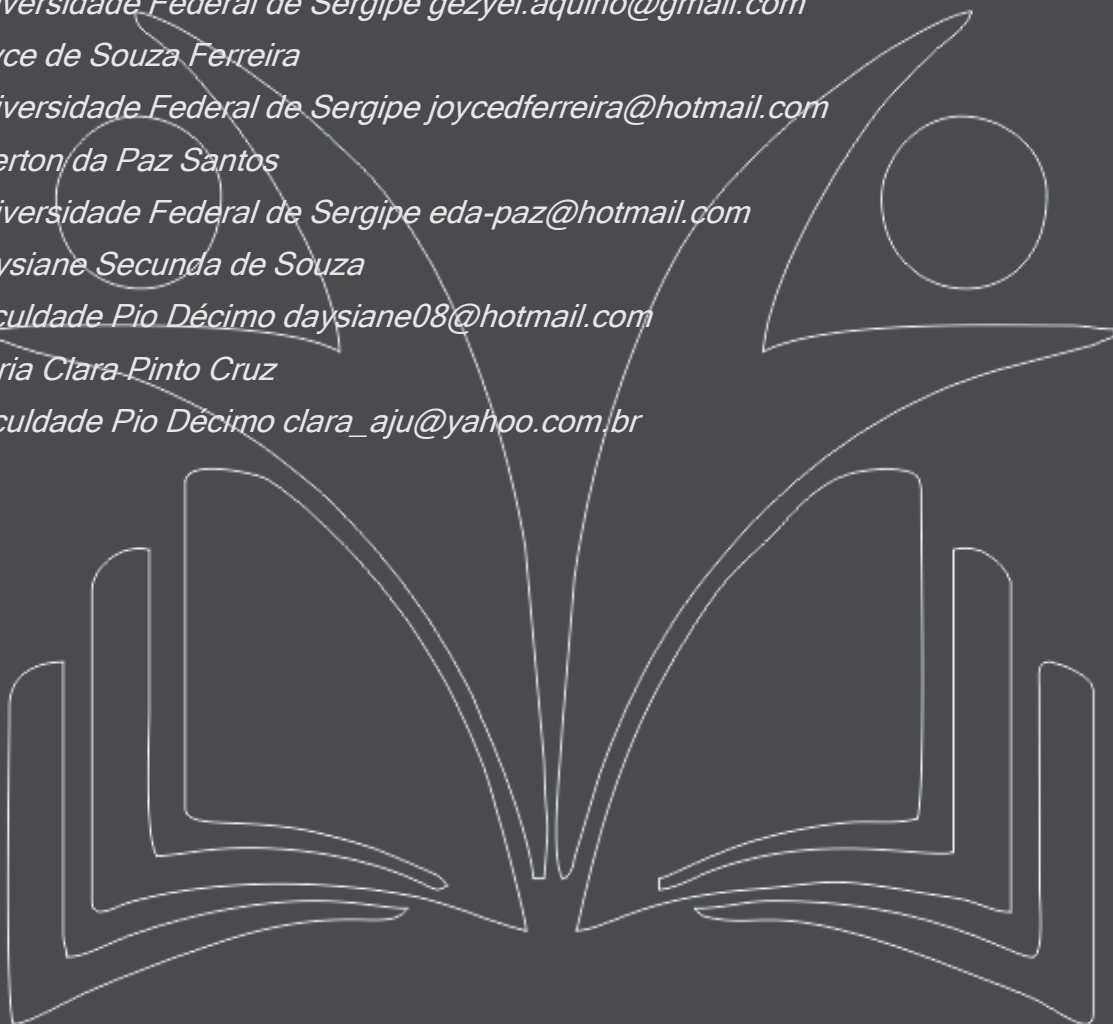 versidade Federal de Sergipe gezyel.aquino@gmail.com
yce de Souza Ferreira
iversidade Federal de Sergipe joycedferreira@hotmail.com
erton da Paz Santos
iversidade Federal de Sergipe eda-paz@hotmail.com
ysiane Secunda de Souza
culdade Pio Décimo daysiane08@hotmail.com
ria Clara Pinto Cruz
culdade Pio Décimo clara_aju@yahoo.com.br